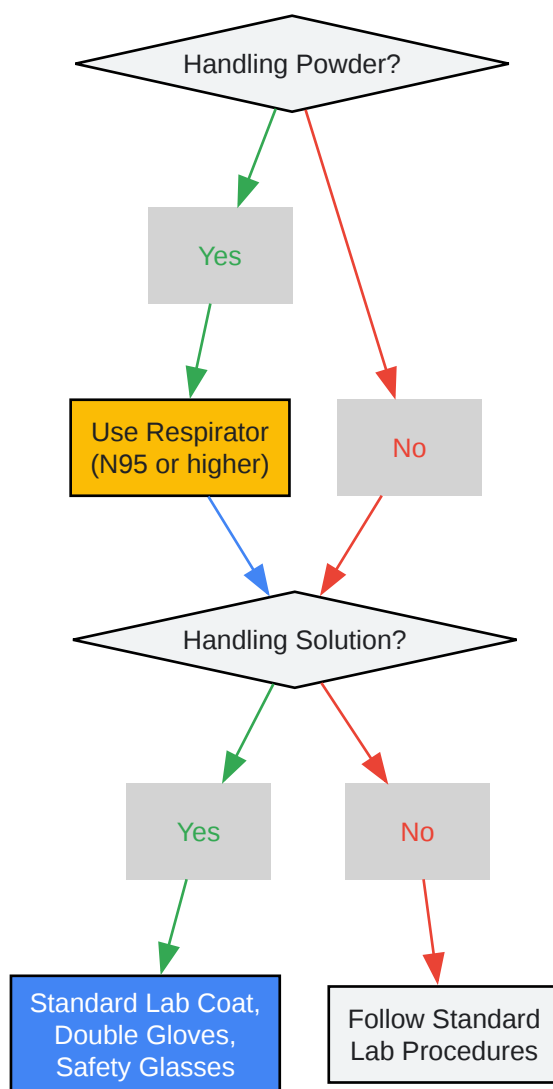 Handling Powder?
Yes
Use Respirator
(N95 or higher)
No
Handling Solution?
Yes
No
Standard Lab Coat,
Double Gloves,
Safety Glasses
Follow Standard
Lab Procedures